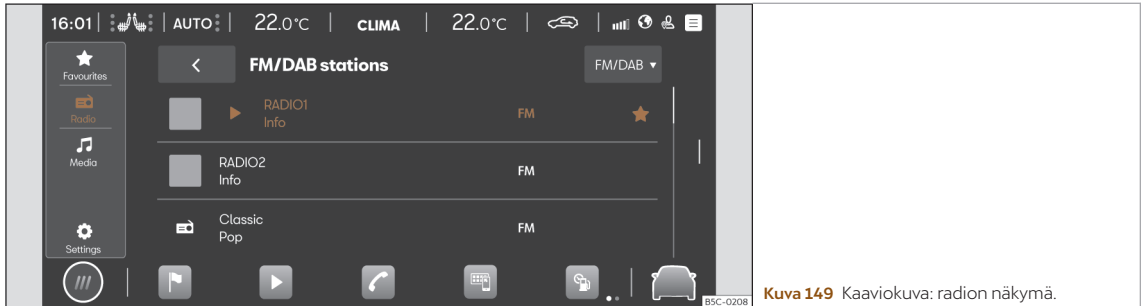 16:01 AUTO 22.0°C CLIMA 22.0°C
Favourites
Radio
Media
Settings
FM/DAB stations FM/DAB
RADIO1 FM
Info
RADIO2 FM
Info
Classic FM
Pop
B5C-0208
Kuva 149 Kaaviokuva: radion näkymä.